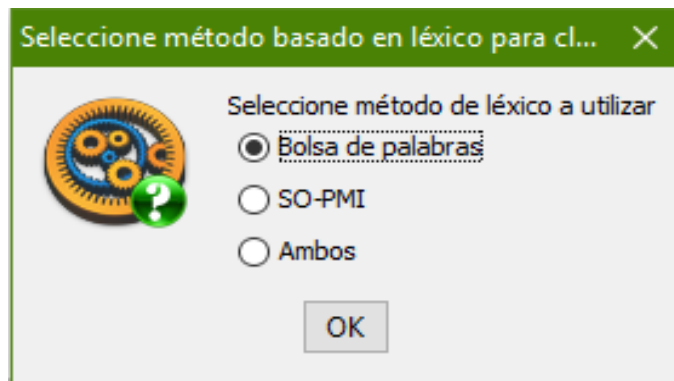 Seleccione método basado en léxico para cl...
Seleccione método de léxico a utilizar
Bolsa de palabras
SO-PMI
Ambos
OK